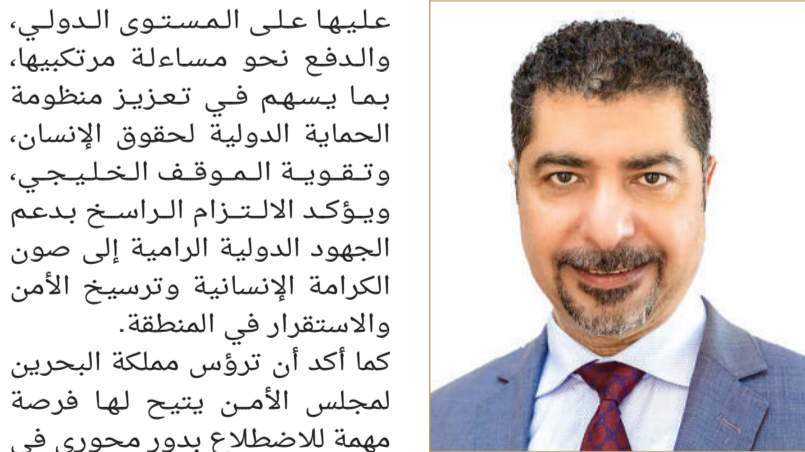 عليها على المستوى الدولي،
والدفع نحو مساءلة مرتكبيها،
بما يسهم في تعزيز منظومة
الحماية الدولية لحقوق الإنسان،
وتقوية الموقف الخليجي،
ويؤكد الالتزام الراسخ بدعم
الجهود الدولية الرامية إلى صون
الكرامة الإنسانية وترسيخ الأمن
والاستقرار في المنطقة.
كما أكد أن ترؤس مملكة البحرين
لمجلس الأمن يتيح لها فرصة
مهمة للاضطلاع بدور محوري في